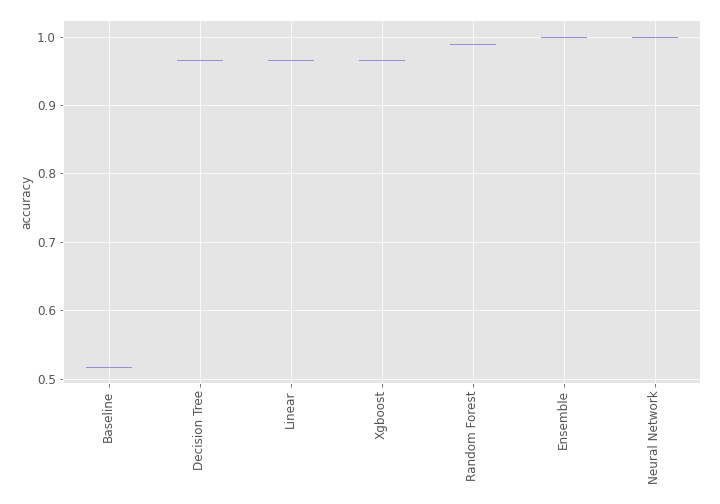 accuracy
1.0
0.9
0.8
0.7
0.6
0.5
Baseline
Decision Tree
Linear
Xgboost
Random Forest
Ensemble
Neural Network